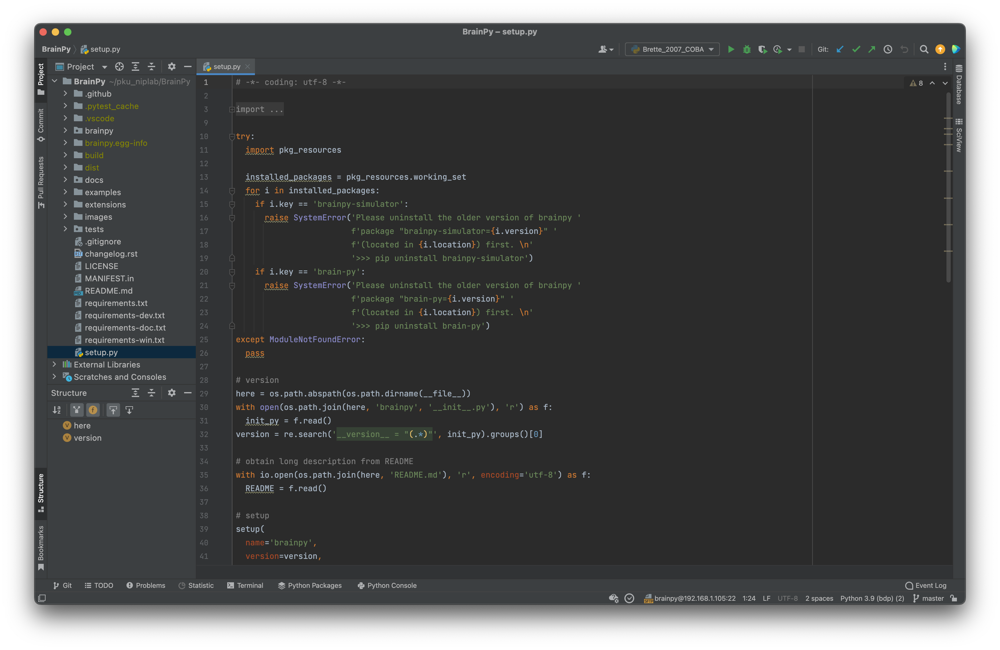 BrainPy – setup.py
BrainPy
setup.py
Brette_2007_COBA
Git:
Project
Commit
Pull Requests
Structure
Bookmarks
Project
BrainPy ~/pku_niplab/BrainPy
.github
.pytest_cache
.vscode
brainpy
brainpy.egg-info
build
dist
docs
examples
extensions
images
tests
.gitignore
RST changelog.rst
LICENSE
MANIFEST.in
MD README.md
requirements.txt
requirements-dev.txt
requirements-doc.txt
requirements-win.txt
setup.py
External Libraries
Scratches and Consoles
Structure
V here
V version
setup.py
8
1 # -*- coding: utf-8 -*-
2
3 import ...
9
10 try:
11   import pkg_resources
12
13   installed_packages = pkg_resources.working_set
14   for i in installed_packages:
15     if i.key == 'brainpy-simulator':
16       raise SystemError('Please uninstall the older version of brainpy '
17                         f'package "brainpy-simulator={i.version}" '
18                         f'(located in {i.location}) first. \n'
19                         '>>> pip uninstall brainpy-simulator')
20     if i.key == 'brain-py':
21       raise SystemError('Please uninstall the older version of brainpy '
22                         f'package "brain-py={i.version}" '
23                         f'(located in {i.location}) first. \n'
24                         '>>> pip uninstall brain-py')
25 except ModuleNotFoundError:
26   pass
27
28 # version
29 here = os.path.abspath(os.path.dirname(__file__))
30 with open(os.path.join(here, 'brainpy', '__init__.py'), 'r') as f:
31   init_py = f.read()
32 version = re.search('__version__ = "(.*)"', init_py).groups()[0]
33
34 # obtain long description from README
35 with io.open(os.path.join(here, 'README.md'), 'r', encoding='utf-8') as f:
36   README = f.read()
37
38 # setup
39 setup(
40   name='brainpy',
41   version=version,
Database
SciView
Git
TODO
Problems
Statistic
Terminal
Python Packages
Python Console
Event Log
SFTP brainpy@192.168.1.105:22
1:24
LF
UTF-8
2 spaces
Python 3.9 (bdp) (2)
master